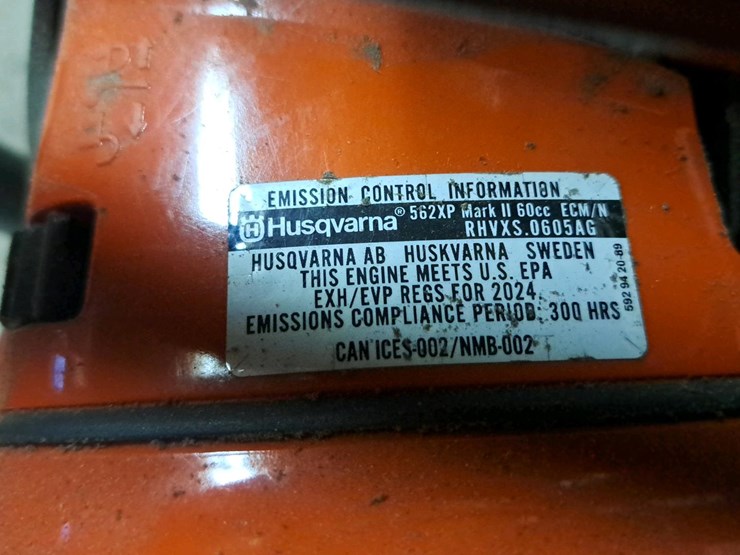 EMISSION CONTROL INFORMATION
Husqvarna® 562XP Mark II 60cc ECM/N
RHVXS.0605AG
HUSQVARNA AB HUSKVARNA SWEDEN
THIS ENGINE MEETS U.S. EPA
EXH/EVP REGS FOR 2024.
EMISSIONS COMPLIANCE PERIOD: 300 HRS
CAN ICES-002/NMB-002
592 94 20-89